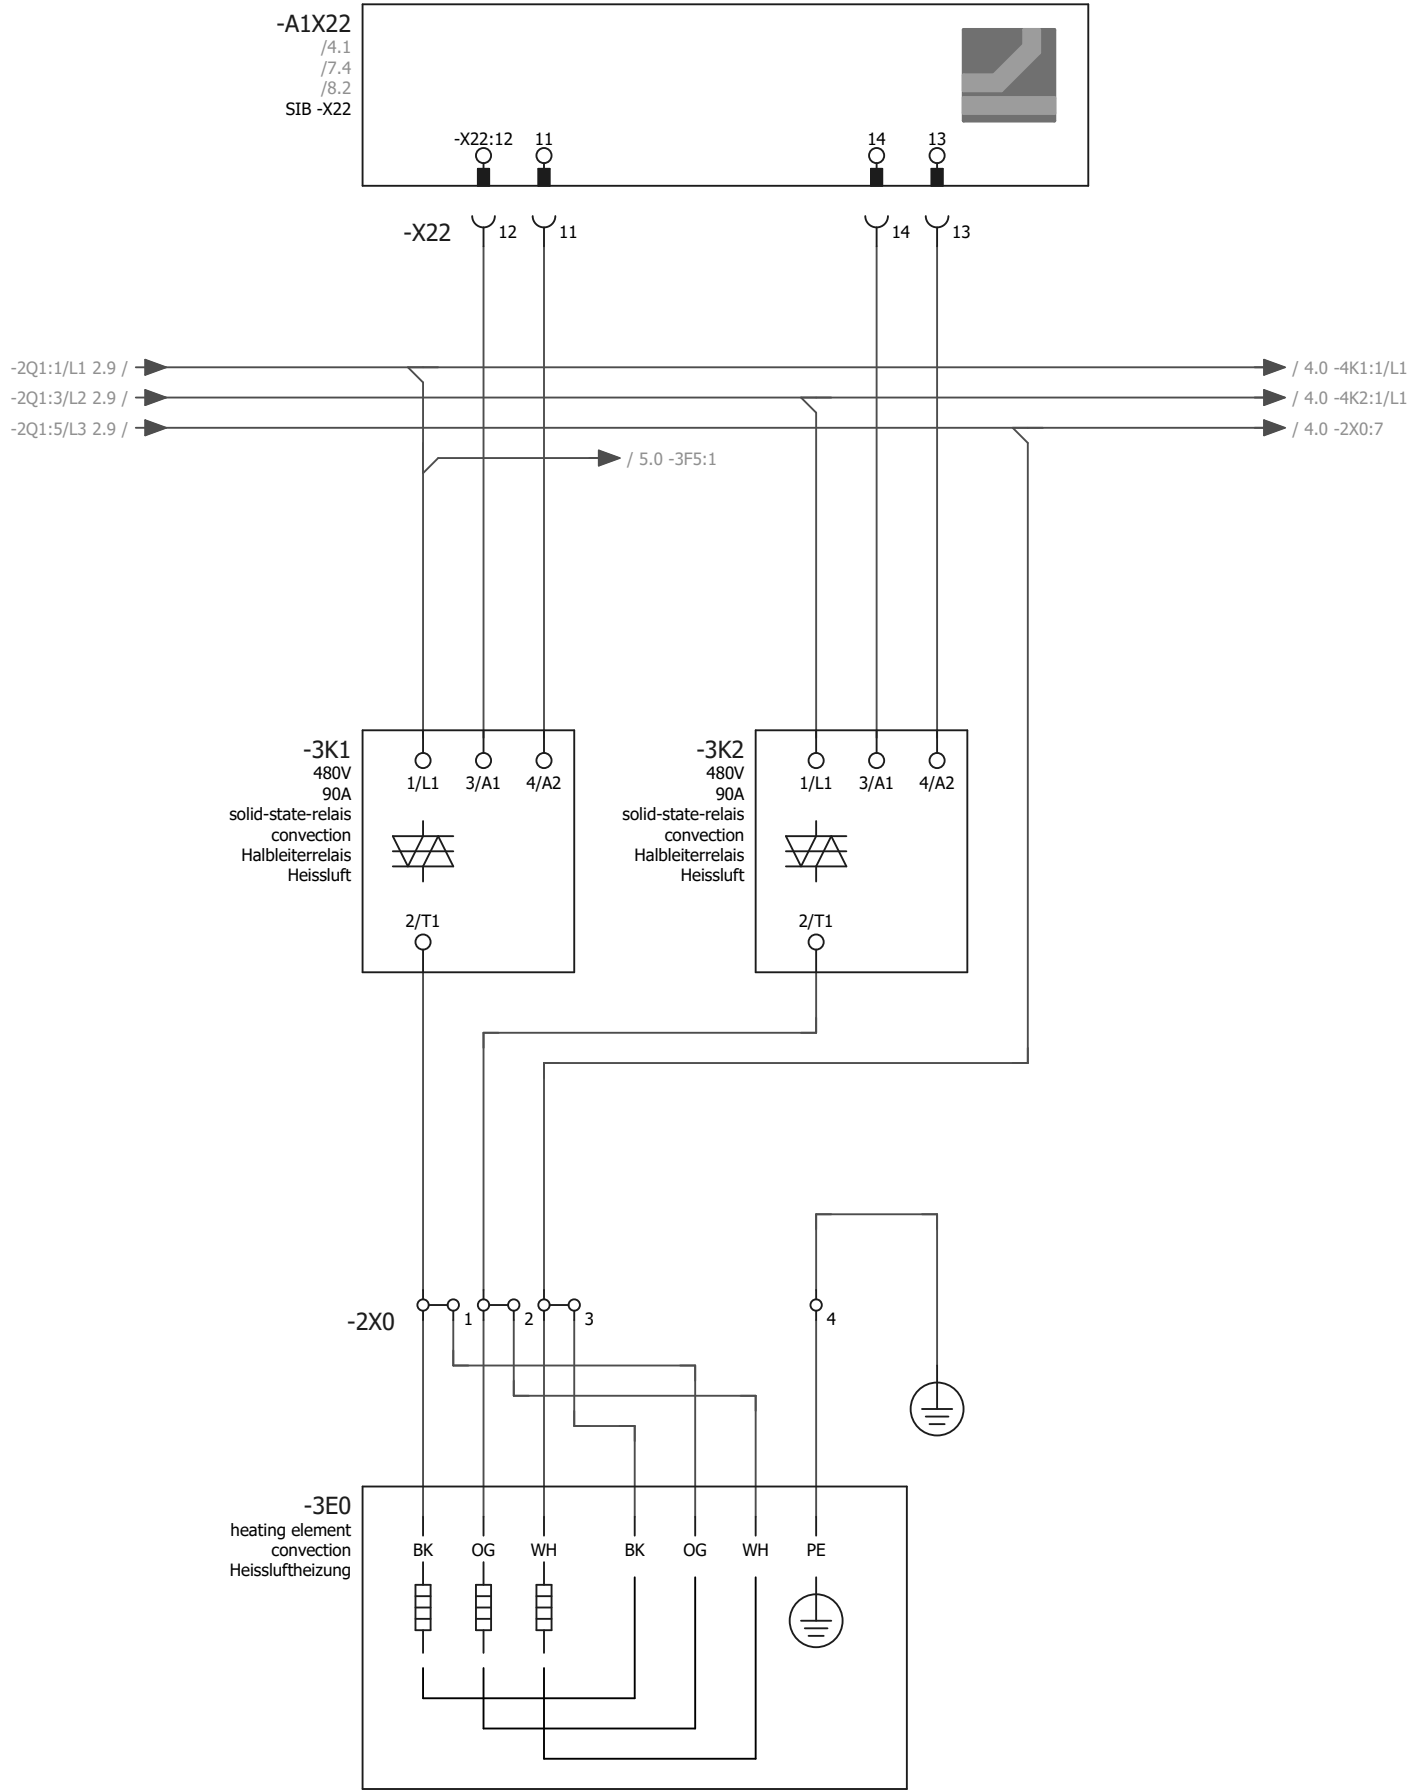 -A1X22
/4.1
/7.4
/8.2
SIB -X22
-X22:12 11 14 13
-X22 12 11 14 13
-2Q1:1/L1 2.9 / / 4.0 -4K1:1/L1
-2Q1:3/L2 2.9 / / 4.0 -4K2:1/L1
-2Q1:5/L3 2.9 / / 4.0 -2X0:7
/ 5.0 -3F5:1
-3K1
480V
90A
solid-state-relais
convection
Halbleiterrelais
Heissluft
1/L1 3/A1 4/A2
2/T1
-3K2
480V
90A
solid-state-relais
convection
Halbleiterrelais
Heissluft
1/L1 3/A1 4/A2
2/T1
-2X0 1 2 3 4
-3E0
heating element
convection
Heissluftheizung
BK OG WH BK OG WH PE